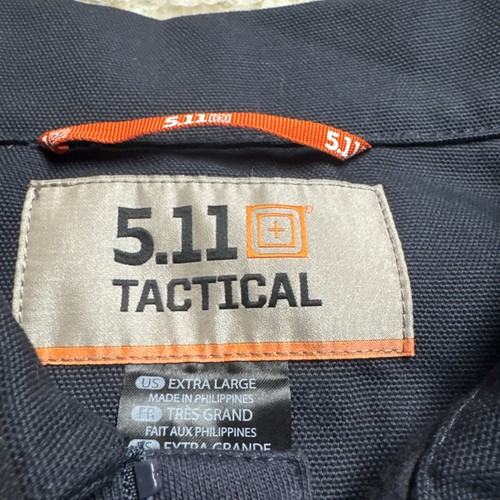 5.11
5.11
5.11
TACTICAL
US EXTRA LARGE
MADE IN PHILIPPINES
FR TRÈS GRAND
FAIT AUX PHILIPPINES
ES EXTRA GRANDE